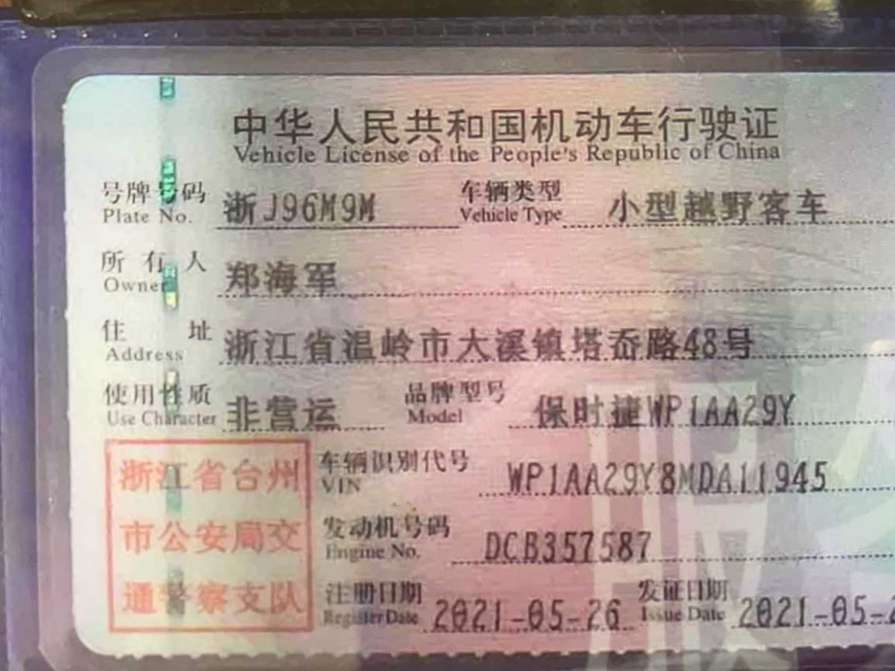 中华人民共和国机动车行驶证
Vehicle License of the People's Republic of China
号牌号码 浙J96M9M 车辆类型 小型越野客车
Plate No. Vehicle Type
所有人 郑海军
Owner
住址 浙江省温岭市大溪镇塔岙路48号
Address
使用性质 非营运 品牌型号 保时捷WP1AA29Y
Use Character Model
浙江省台州
市公安局交
通警察支队
车辆识别代号 WP1AA29Y8MDA11945
VIN
发动机号码 DCB357587
Engine No.
注册日期 2021-05-26 发证日期 2021-05-2
Register Date Issue Date
服